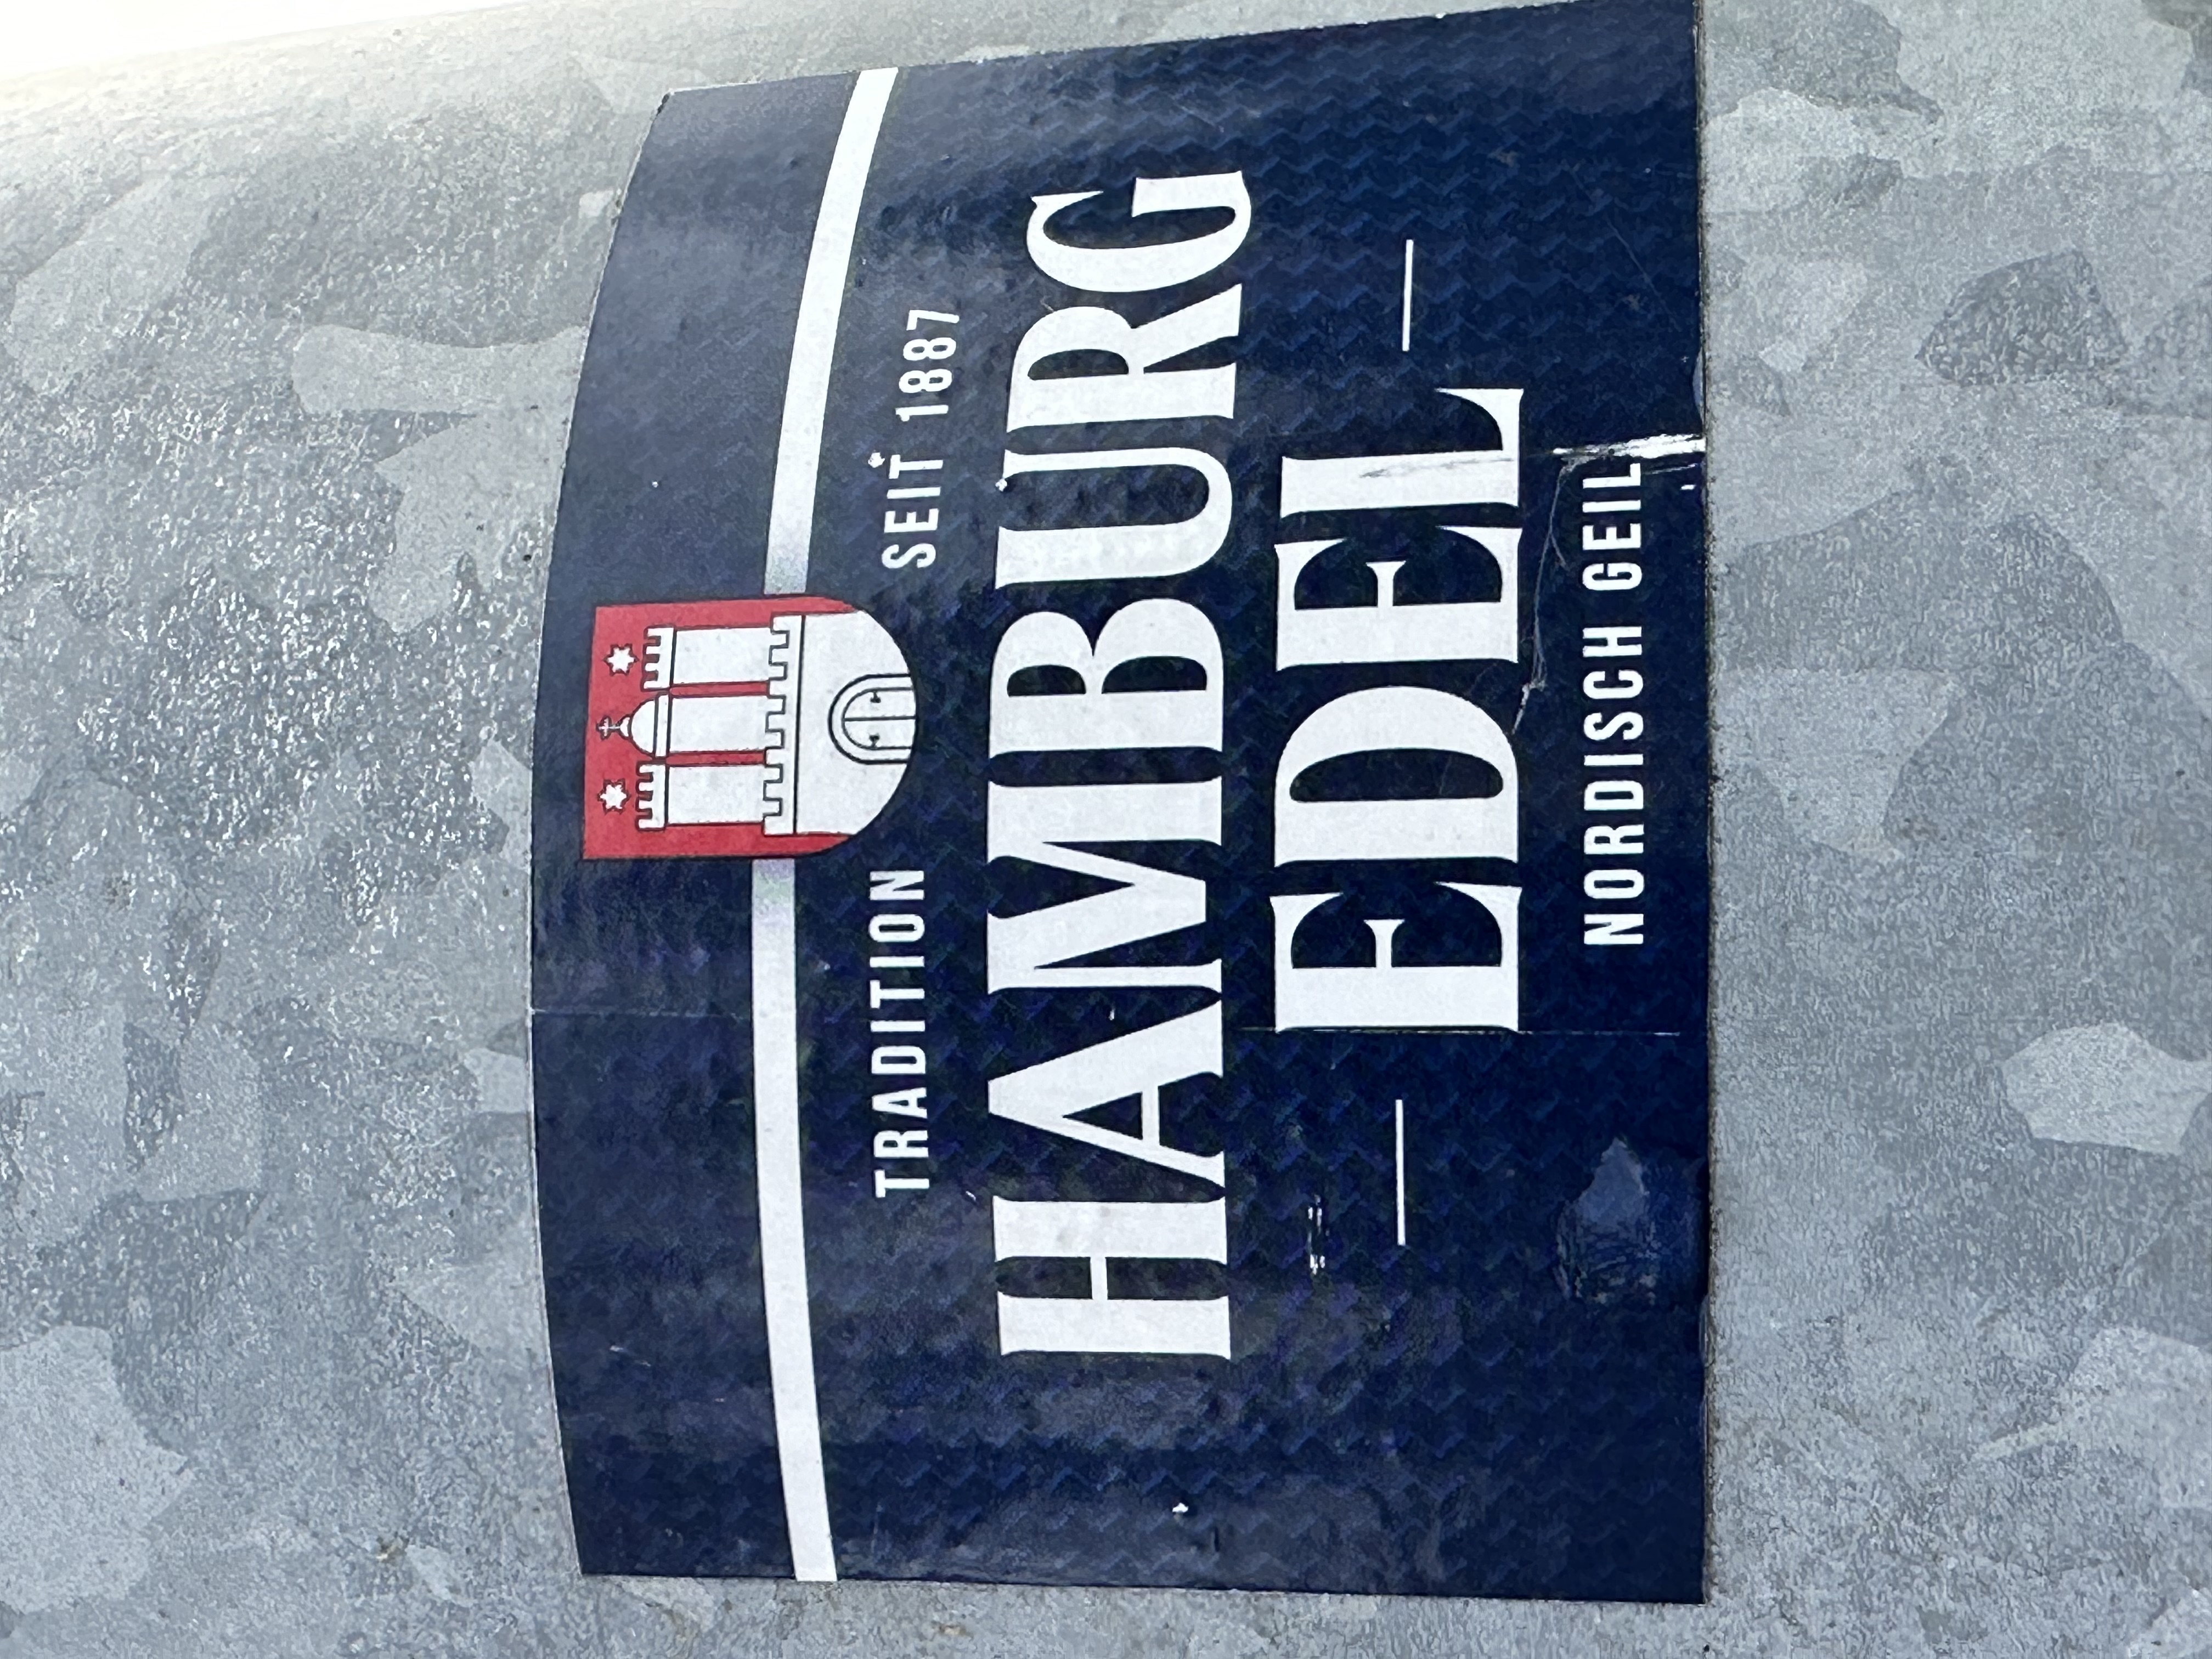 TRADITION SEIT 1887
HAMBURG
EDEL
NORDISCH GEIL